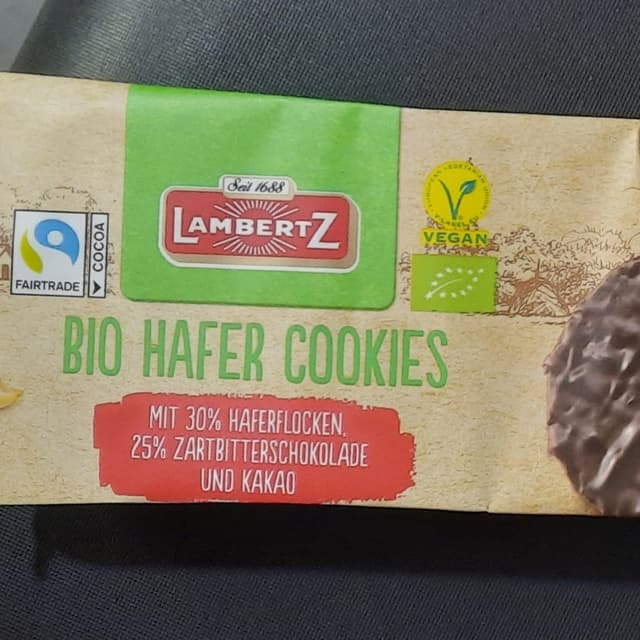 Seit 1688
LAMBERTZ
FAIRTRADE
COCOA
VEGAN
BIO HAFER COOKIES
MIT 30% HAFERFLOCKEN,
25% ZARTBITTERSCHOKOLADE
UND KAKAO